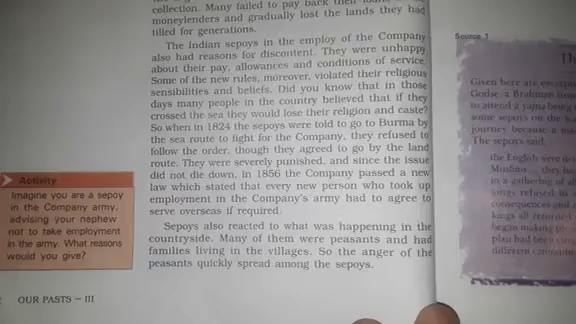 collection. Many failed to pay back their
moneylenders and gradually lost the lands they had
tilled for generations.
The Indian sepoys in the employ of the Company
also had reasons for discontent. They were unhappy
about their pay, allowances and conditions of service.
Some of the new rules, moreover, violated their religious
sensibilities and beliefs. Did you know that in those
days many people in the country believed that if they
crossed the sea they would lose their religion and caste?
So when in 1824 the sepoys were told to go to Burma by
the sea route to fight for the Company, they refused to
follow the order, though they agreed to go by the land
route. They were severely punished, and since the issue
did not die down, in 1856 the Company passed a new
law which stated that every new person who took up
employment in the Company's army had to agree to
serve overseas if required.
Sepoys also reacted to what was happening in the
countryside. Many of them were peasants and had
families living in the villages. So the anger of the
peasants quickly spread among the sepoys.
Activity
Imagine you are a sepoy
in the Company army,
advising your nephew
not to take employment
in the army. What reasons
would you give?
OUR PASTS – III
Source 1
Given here are
Godse, a Brahman
to attend a yajna being
some sepoys on the
journey because a
The sepoys said:
the English were
Muslims
in a gathering of
kings refused to
consequences and
kings all returned
began making
plan had been
different